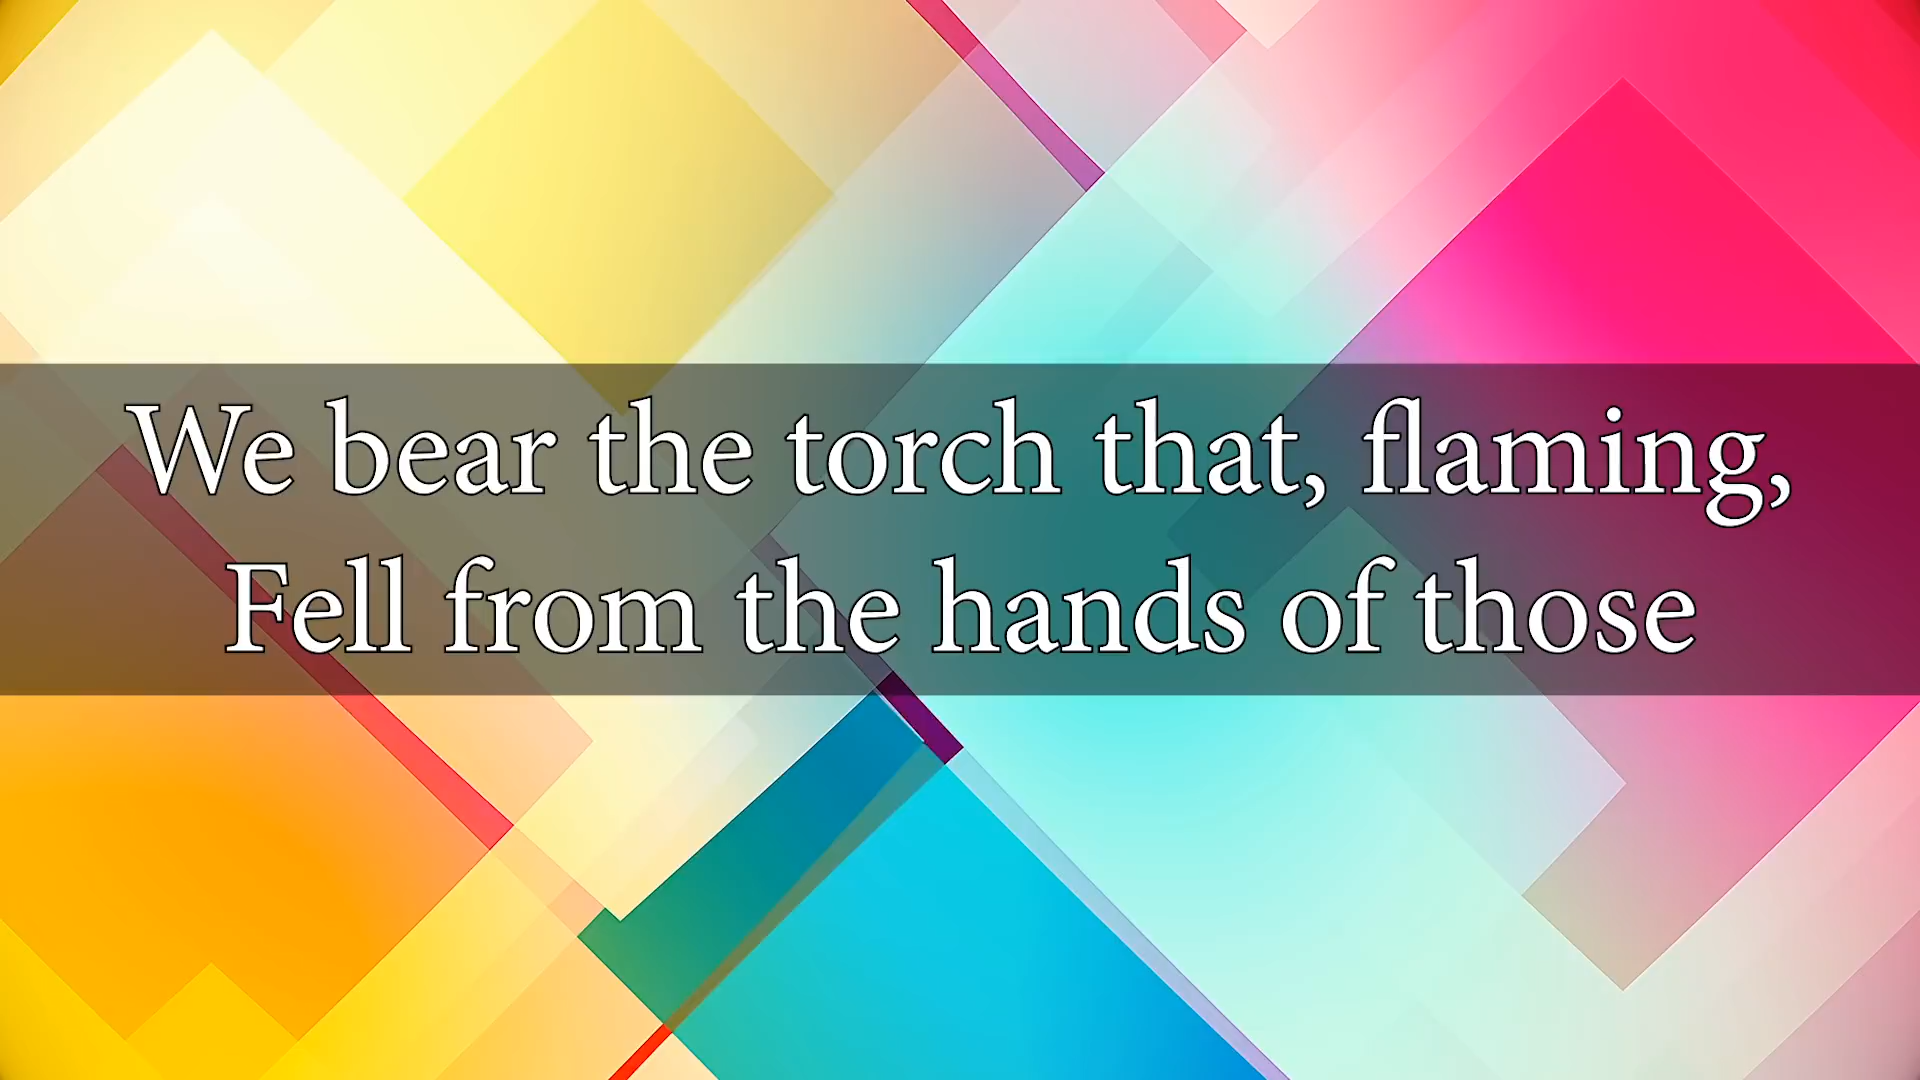 We bear the torch that, flaming,
Fell from the hands of those